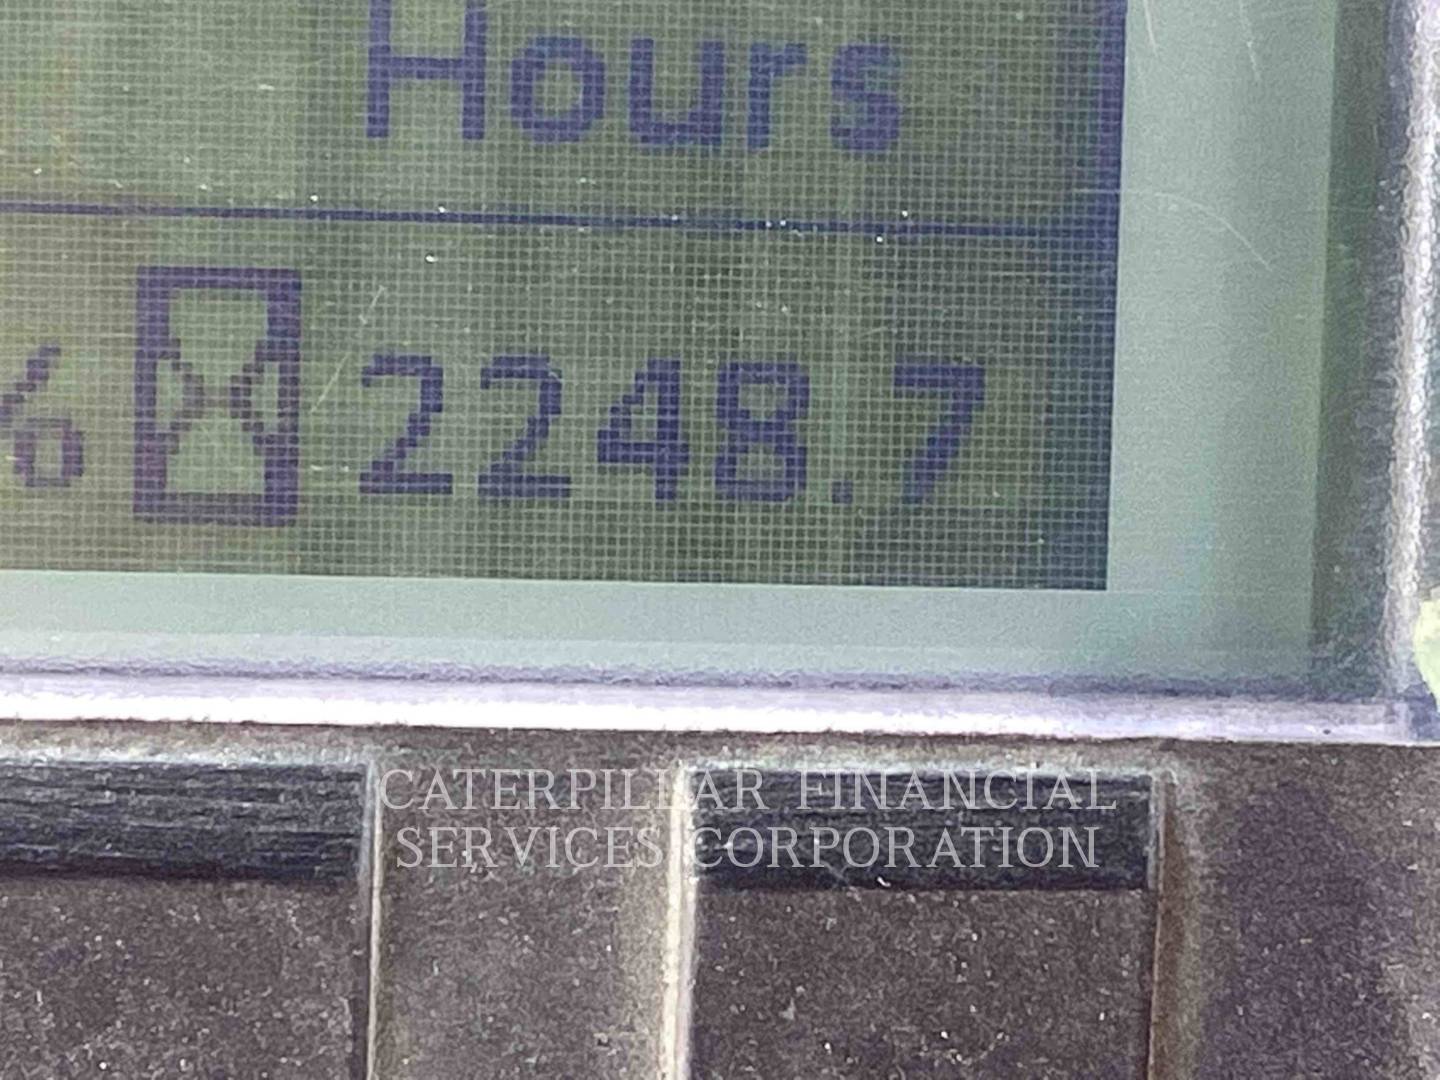 Hours
% 2248.7
CATERPILLAR FINANCIAL
SERVICES CORPORATION